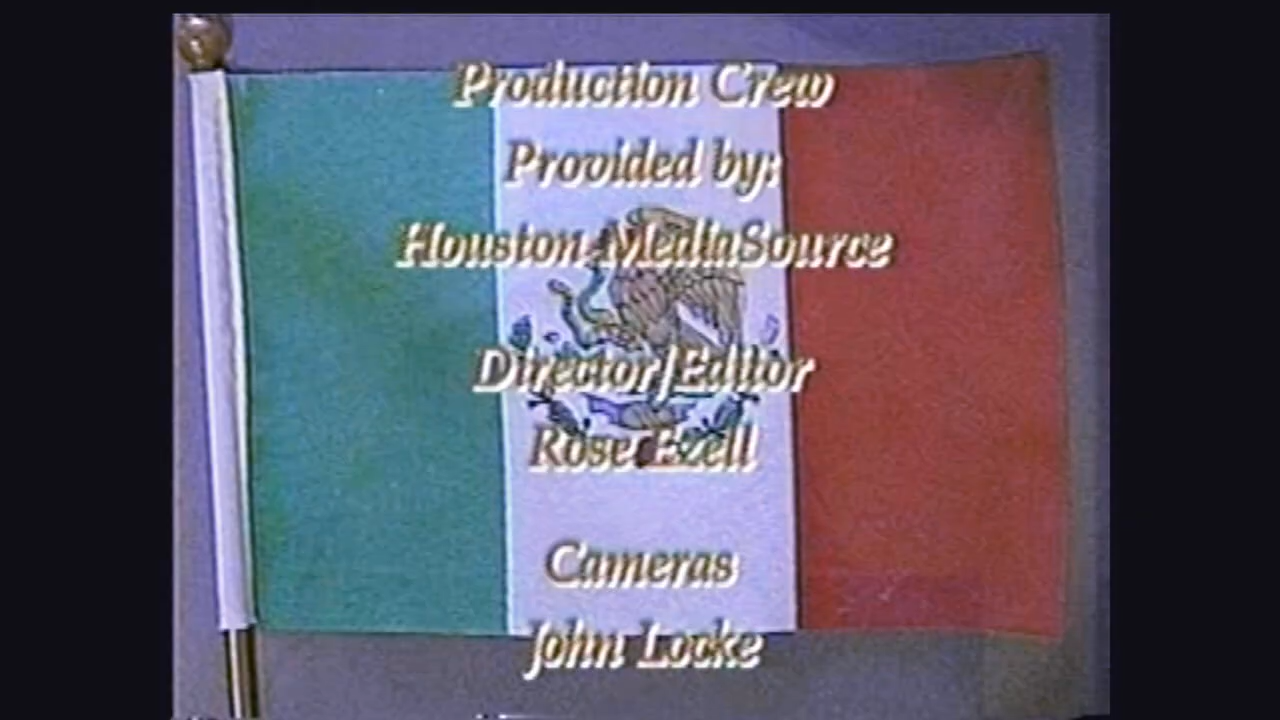 Production Crew
Provided by:
Houston MediaSource
Director/Editor
Rose Ezell
Cameras
John Locke